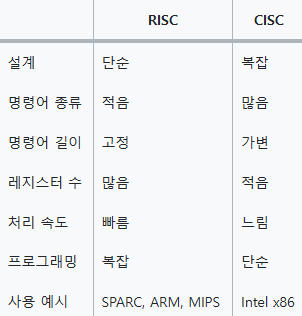 RISC CISC
설계 단순 복잡
명령어 종류 적음 많음
명령어 길이 고정 가변
레지스터 수 많음 적음
처리 속도 빠름 느림
프로그래밍 복잡 단순
사용 예시 SPARC, ARM, MIPS Intel x86